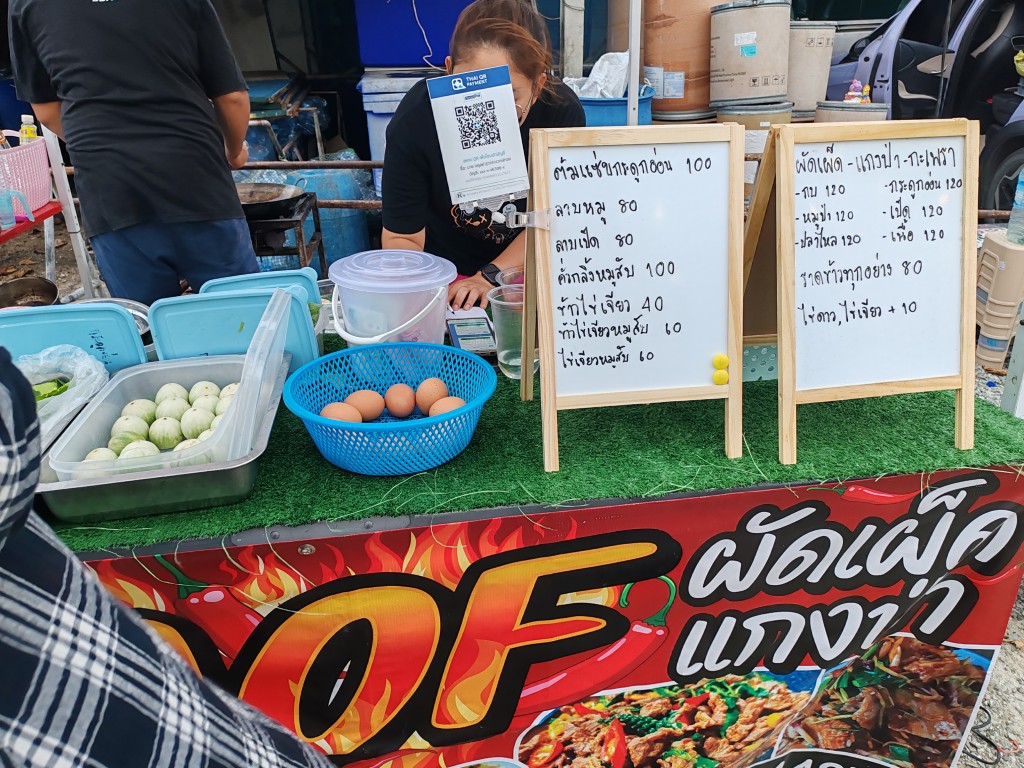 THAI QR
PAYMENT
ต้มแซ่บกระดูกอ่อน 100
ลาบหมู 80
ลาบเป็ด 80
คั่วกลิ้งหมูสับ 100
ข้าวไข่เจียว 40
ข้าวไข่เจียวหมูสับ 60
ไข่เจียวหมูสับ 60
ผัดเผ็ด - แกงป่า - กะเพรา
- กบ 120
- กระดูกอ่อน 120
- หมูป่า 120
- เป็ด 120
- ปลาไหล 120
- เนื้อ 120
ราดข้าวทุกอย่าง 80
ไข่ดาว, ไข่เจียว + 10
OF
ผัดเผ็ด
แกงป่า